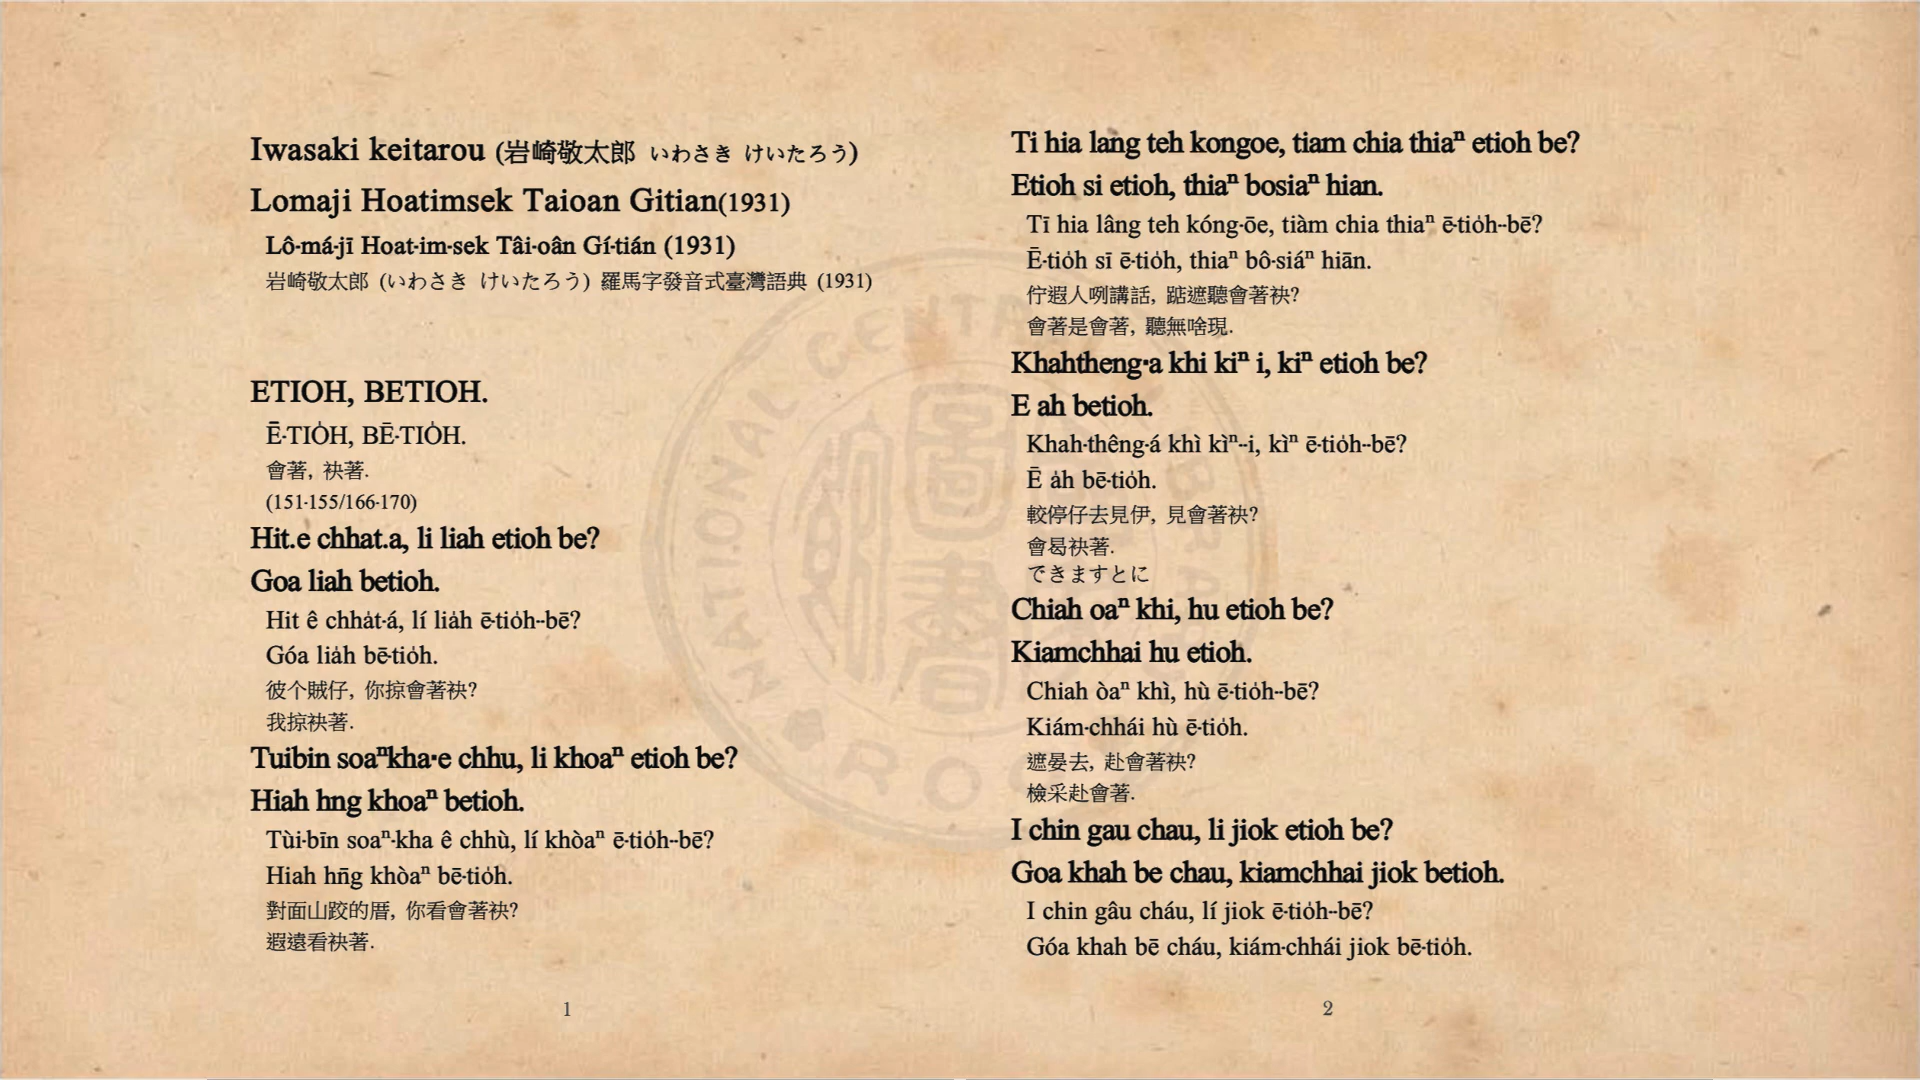 Iwasaki keitarou (岩崎敬太郎 いわさき けいたろう)
Lomaji Hoatimsek Taioan Gitian(1931)
Lô-má-jī Hoat-im-sek Tâi-oân Gí-tián (1931)
岩崎敬太郎 (いわさき けいたろう) 羅馬字發音式臺灣語典 (1931)
ETIOH, BETIOH.
Ē-TIO̍H, BĒ-TIO̍H.
會著, 袂著.
(151-155/166-170)
Hit.e chhat.a, li liah etioh be?
Goa liah betioh.
Hit ê chha̍t-á, lí lia̍h ē-tio̍h--bē?
Góa lia̍h bē-tio̍h.
彼个賊仔, 你掠會著袂?
我掠袂著.
Tuibin soaⁿkha·e chhu, li khoaⁿ etioh be?
Hiah hng khoaⁿ betioh.
Tùi-bīn soaⁿ-kha ê chhù, lí khòaⁿ ē-tio̍h--bē?
Hiah hn̄g khòaⁿ bē-tio̍h.
對面山跤的厝, 你看會著袂?
遐遠看袂著.
1
Ti hia lang teh kongoe, tiam chia thiaⁿ etioh be?
Etioh si etioh, thiaⁿ bosiaⁿ hian.
Tī hia lâng teh kóng-ōe, tiàm chia thiaⁿ ē-tio̍h--bē?
Ē-tio̍h sī ē-tio̍h, thiaⁿ bô-siáⁿ hiān.
佇遐人咧講話, 踮遮聽會著袂?
會著是會著, 聽無啥現.
Khahtheng·a khi kiⁿ i, kiⁿ etioh be?
E ah betioh.
Khah-thêng-á khì kìⁿ--i, kìⁿ ē-tio̍h--bē?
Ē a̍h bē-tio̍h.
較停仔去見伊, 見會著袂?
會曷袂著.
できますとに
Chiah oaⁿ khi, hu etioh be?
Kiamchhai hu etioh.
Chiah òaⁿ khì, hù ē-tio̍h--bē?
Kiám-chhái hù ē-tio̍h.
遮晏去, 赴會著袂?
檢采赴會著.
I chin gau chau, li jiok etioh be?
Goa khah be chau, kiamchhai jiok betioh.
I chin gâu cháu, lí jiok ē-tio̍h--bē?
Góa khah bē cháu, kiám-chhái jiok bē-tio̍h.
2